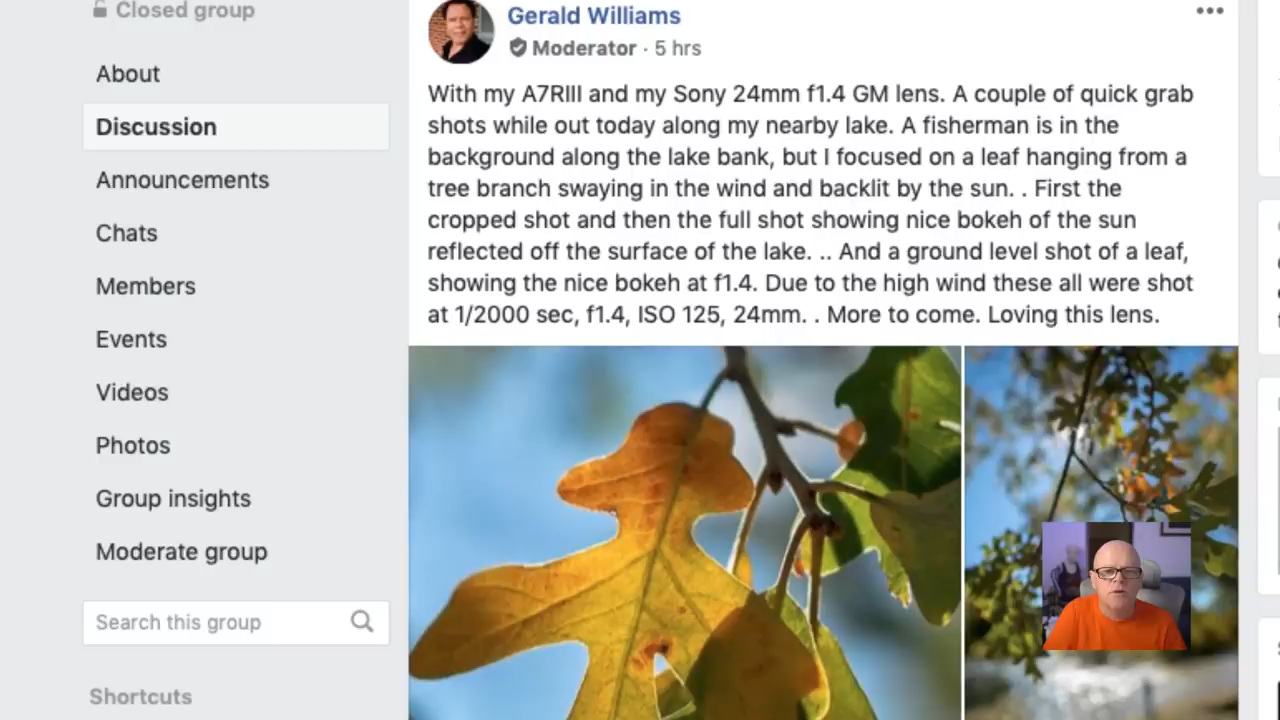 Closed group
About
Discussion
Announcements
Chats
Members
Events
Videos
Photos
Group insights
Moderate group
Search this group
Shortcuts
Gerald Williams
Moderator · 5 hrs
With my A7RIII and my Sony 24mm f1.4 GM lens. A couple of quick grab
shots while out today along my nearby lake. A fisherman is in the
background along the lake bank, but I focused on a leaf hanging from a
tree branch swaying in the wind and backlit by the sun. . First the
cropped shot and then the full shot showing nice bokeh of the sun
reflected off the surface of the lake. .. And a ground level shot of a leaf,
showing the nice bokeh at f1.4. Due to the high wind these all were shot
at 1/2000 sec, f1.4, ISO 125, 24mm. . More to come. Loving this lens.